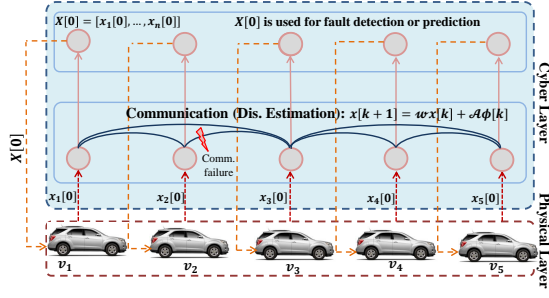 X[0] = [x₁[0], ..., xₙ[0]]
X[0] is used for fault detection or prediction
Cyber Layer
X[0]
Communication (Dis. Estimation): x[k + 1] = 𝓌x[k] + 𝒜ϕ[k]
Comm.
failure
x₁[0]
x₂[0]
x₃[0]
x₄[0]
x₅[0]
Physical Layer
v₁
v₂
v₃
v₄
v₅